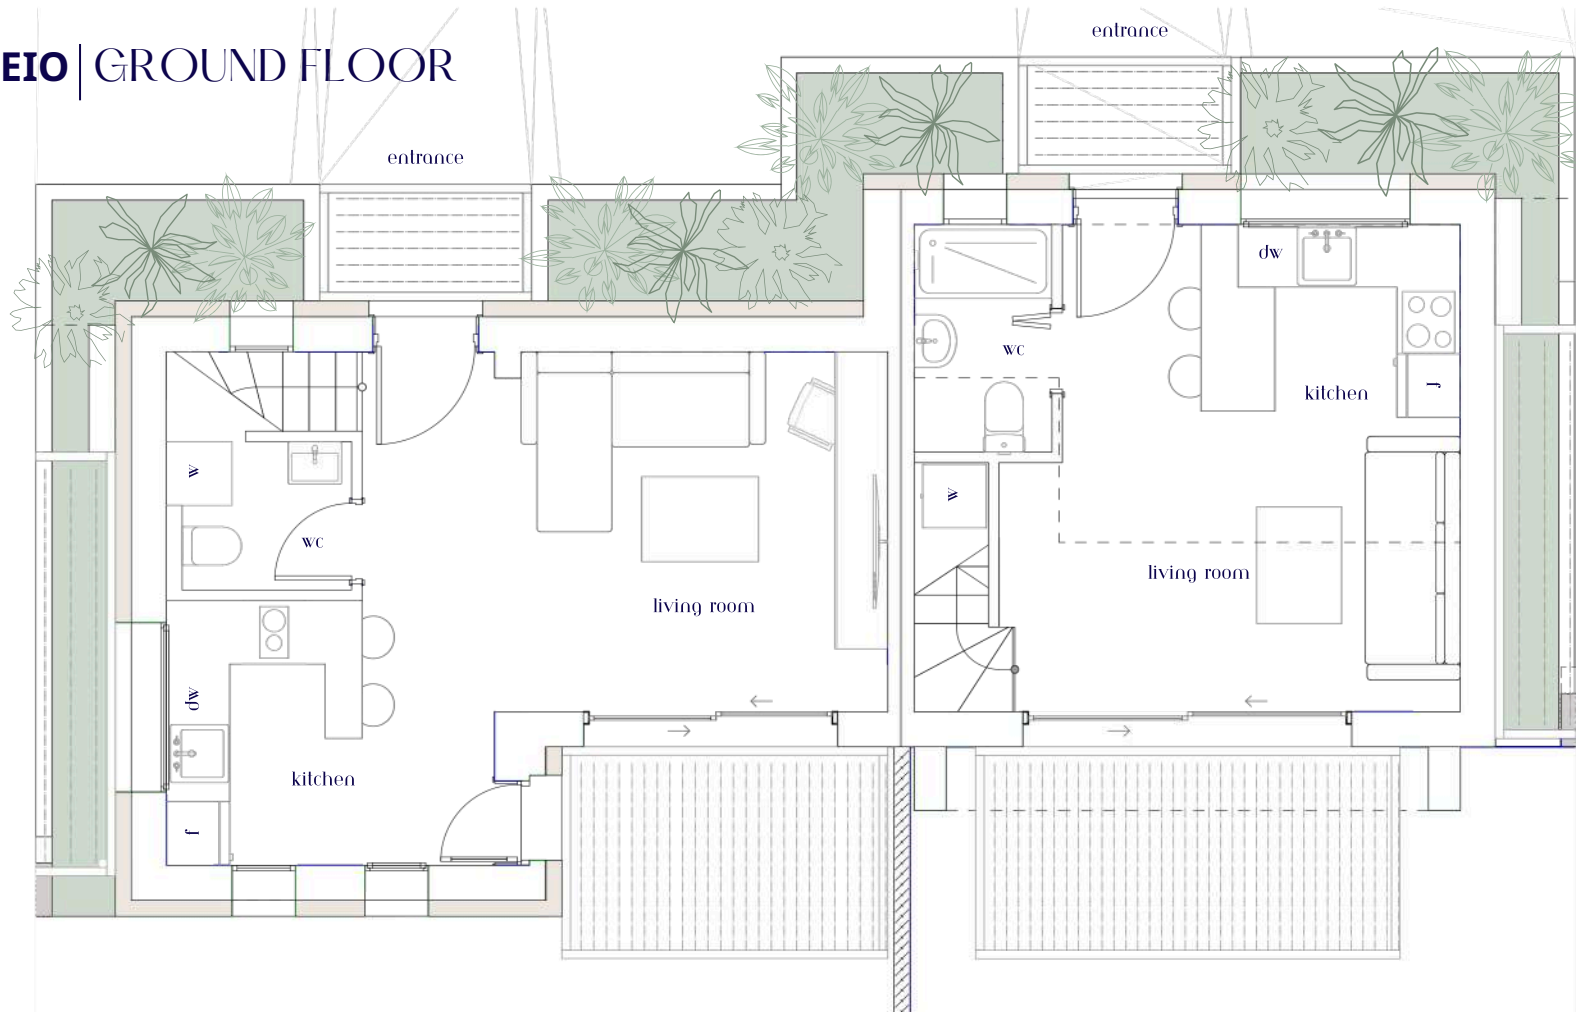 entrance
EIO | GROUND FLOOR
entrance
dw
wc
kitchen
f
w
w
wc
living room
living room
dw
kitchen
f